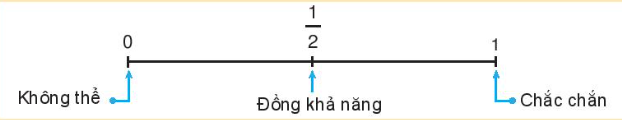 1
2
0
1
Không thể
Đồng khả năng
Chắc chắn